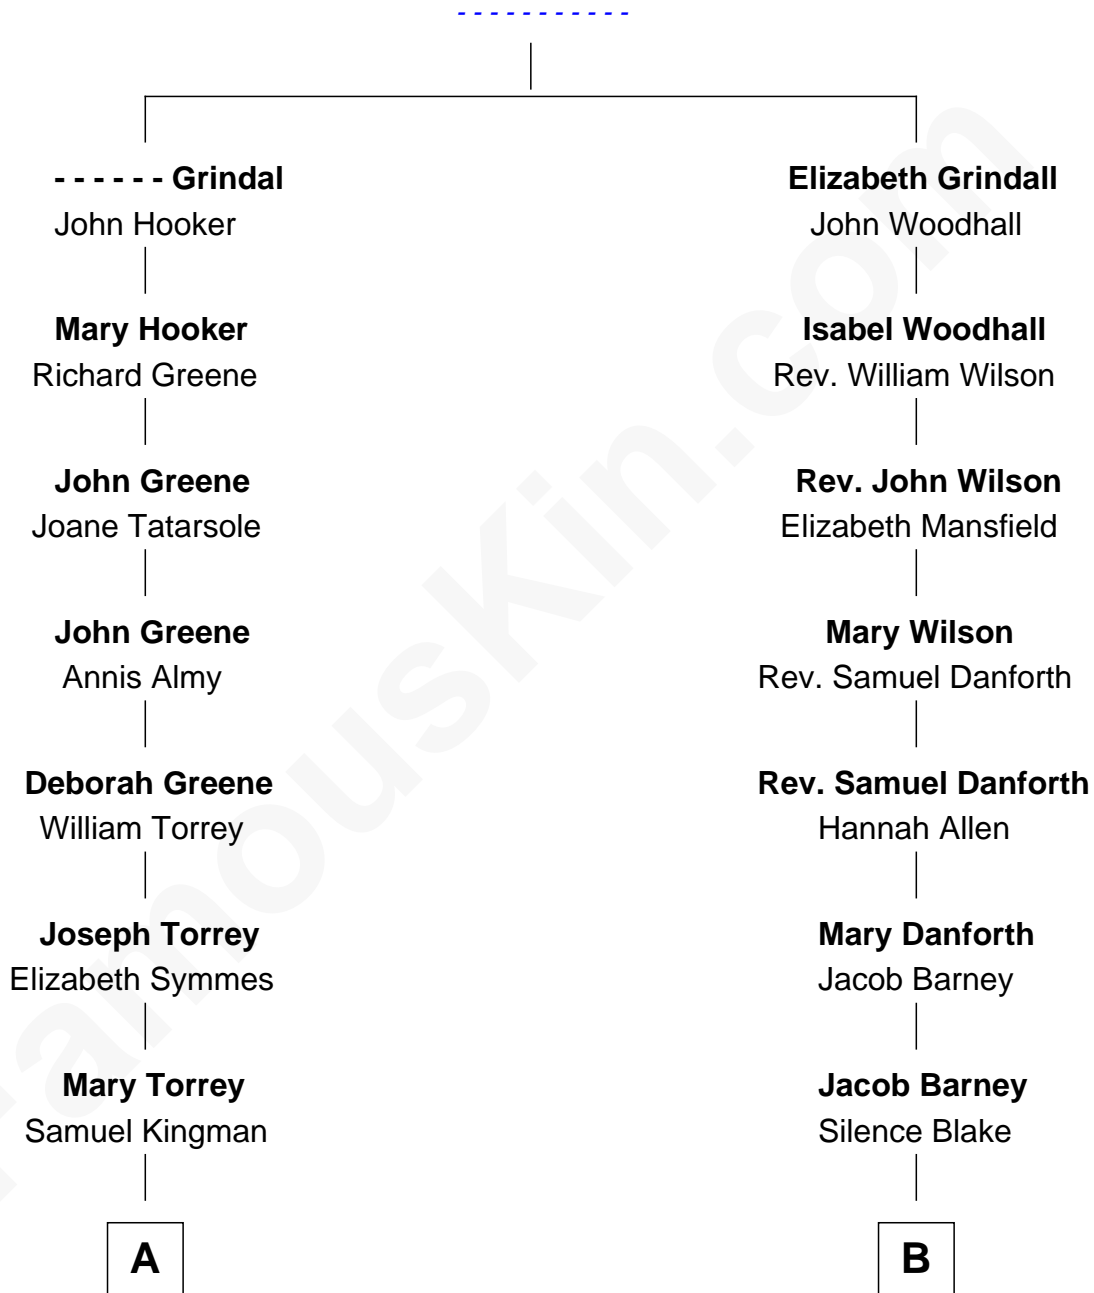 - - - - - - - - - - -
- - - - - - Grindal
John Hooker
Elizabeth Grindall
John Woodhall
Mary Hooker
Richard Greene
Isabel Woodhall
Rev. William Wilson
John Greene
Joane Tatarsole
Rev. John Wilson
Elizabeth Mansfield
John Greene
Annis Almy
Mary Wilson
Rev. Samuel Danforth
Deborah Greene
William Torrey
Rev. Samuel Danforth
Hannah Allen
Joseph Torrey
Elizabeth Symmes
Mary Danforth
Jacob Barney
Mary Torrey
Samuel Kingman
Jacob Barney
Silence Blake
A
B
FamousKin.com